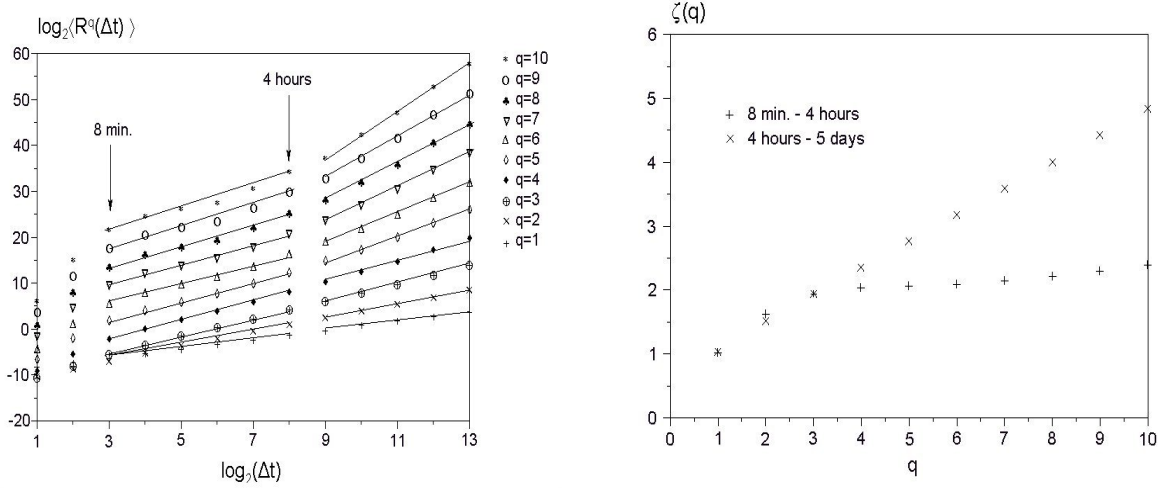 log₂⟨R^q(Δt)⟩
60
50
40
30
20
10
0
-10
-20
1 3 5 7 9 11 13
log₂(Δt)
8 min.
4 hours
q=10
q=9
q=8
q=7
q=6
q=5
q=4
q=3
q=2
q=1
ζ(q)
6
5
4
3
2
1
0
0 1 2 3 4 5 6 7 8 9 10
q
8 min. - 4 hours
4 hours - 5 days